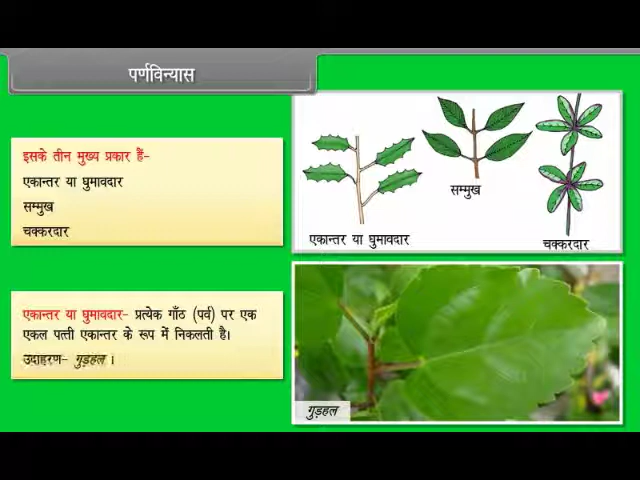 पर्णविन्यास
इसके तीन मुख्य प्रकार हैं-
एकान्तर या घुमावदार
सम्मुख
चक्करदार
एकान्तर या घुमावदार
सम्मुख
चक्करदार
एकान्तर या घुमावदार- प्रत्येक गाँठ (पर्व) पर एक
एकल पत्ती एकान्तर के रूप में निकलती है।
उदाहरण- गुड़हल ।
गुड़हल